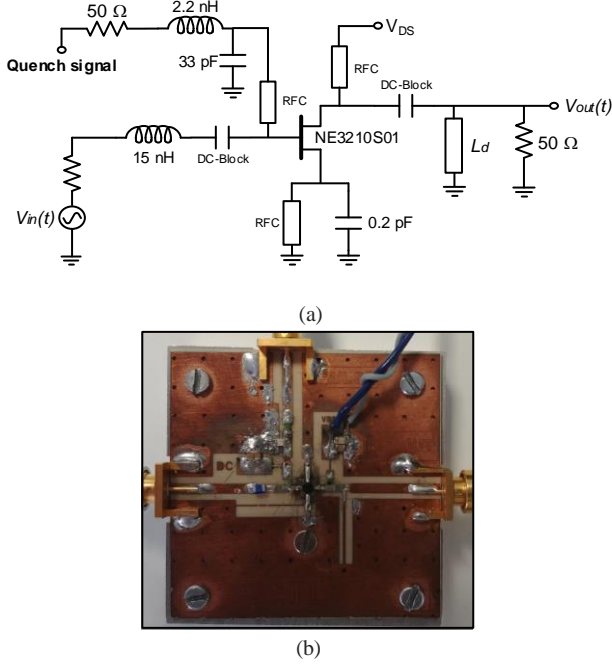 50 Ω
2.2 nH
Quench signal
33 pF
RFC
V_DS
RFC
DC-Block
V_out(t)
NE3210S01
15 nH
DC-Block
L_d
50 Ω
V_in(t)
RFC
0.2 pF
(a)
DC
(b)